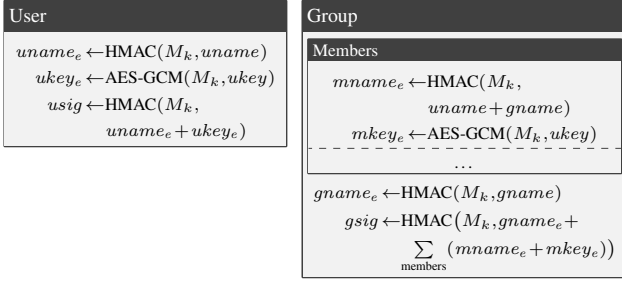 User
uname_e ←HMAC(M_k,uname)
ukey_e ←AES-GCM(M_k,ukey)
usig ←HMAC(M_k,
uname_e+ukey_e)
Group
Members
mname_e ←HMAC(M_k,
uname+gname)
mkey_e ←AES-GCM(M_k,ukey)
...
gname_e ←HMAC(M_k,gname)
gsig ←HMAC(M_k,gname_e+
∑ (mname_e+mkey_e))
members